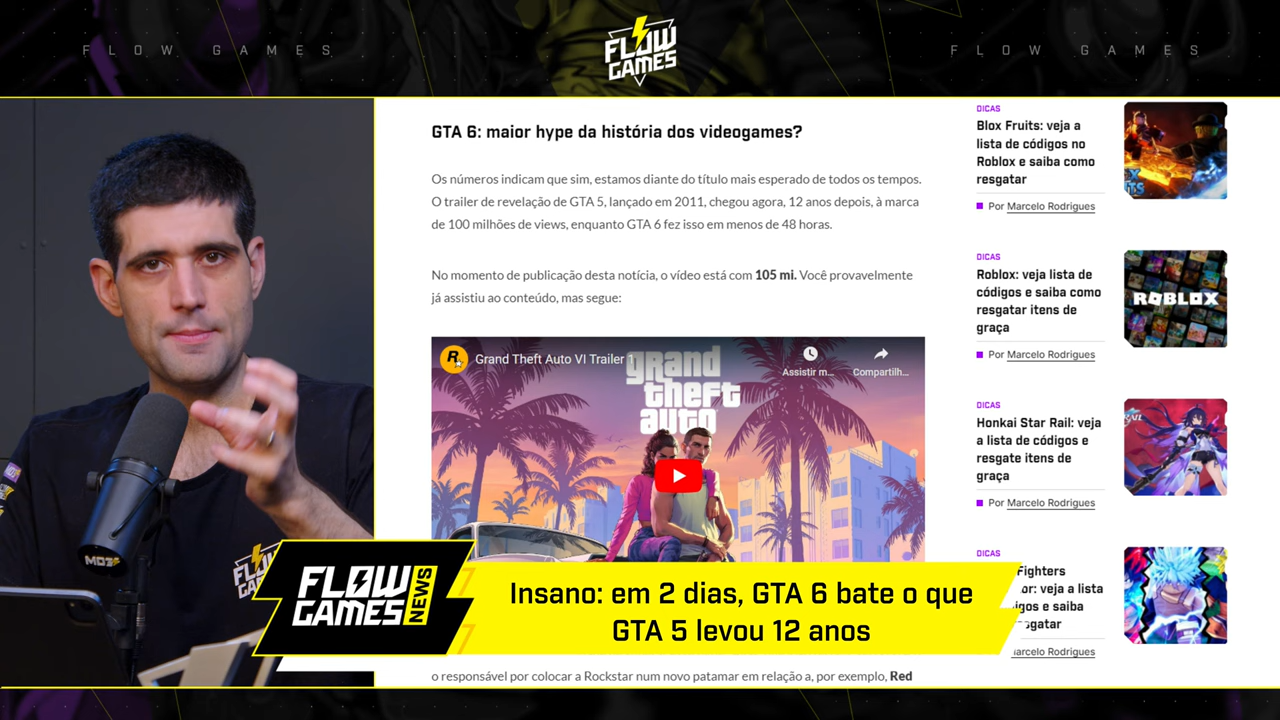 FLOW GAMES
FLOW
GAMES
FLOW GAMES
GTA 6: maior hype da história dos videogames?
Os números indicam que sim, estamos diante do título mais esperado de todos os tempos.
O trailer de revelação de GTA 5, lançado em 2011, chegou agora, 12 anos depois, à marca
de 100 milhões de views, enquanto GTA 6 fez isso em menos de 48 horas.
No momento de publicação desta notícia, o vídeo está com 105 mi. Você provavelmente
já assistiu ao conteúdo, mas segue:
Grand Theft Auto VI Trailer 1
Assistir m...
Compartilh...
grand
theft
auto
o responsável por colocar a Rockstar num novo patamar em relação a, por exemplo, Red
DICAS
Blox Fruits: veja a
lista de códigos no
Roblox e saiba como
resgatar
Por Marcelo Rodrigues
DICAS
Roblox: veja lista de
códigos e saiba como
resgatar itens de
graça
Por Marcelo Rodrigues
ROBLOX
DICAS
Honkai Star Rail: veja
a lista de códigos e
resgate itens de
graça
Por Marcelo Rodrigues
DICAS
Fighters
or: veja a lista
igos e saiba
sgatar
arcelo Rodrigues
FLOW
GAMES
NEWS
Insano: em 2 dias, GTA 6 bate o que
GTA 5 levou 12 anos